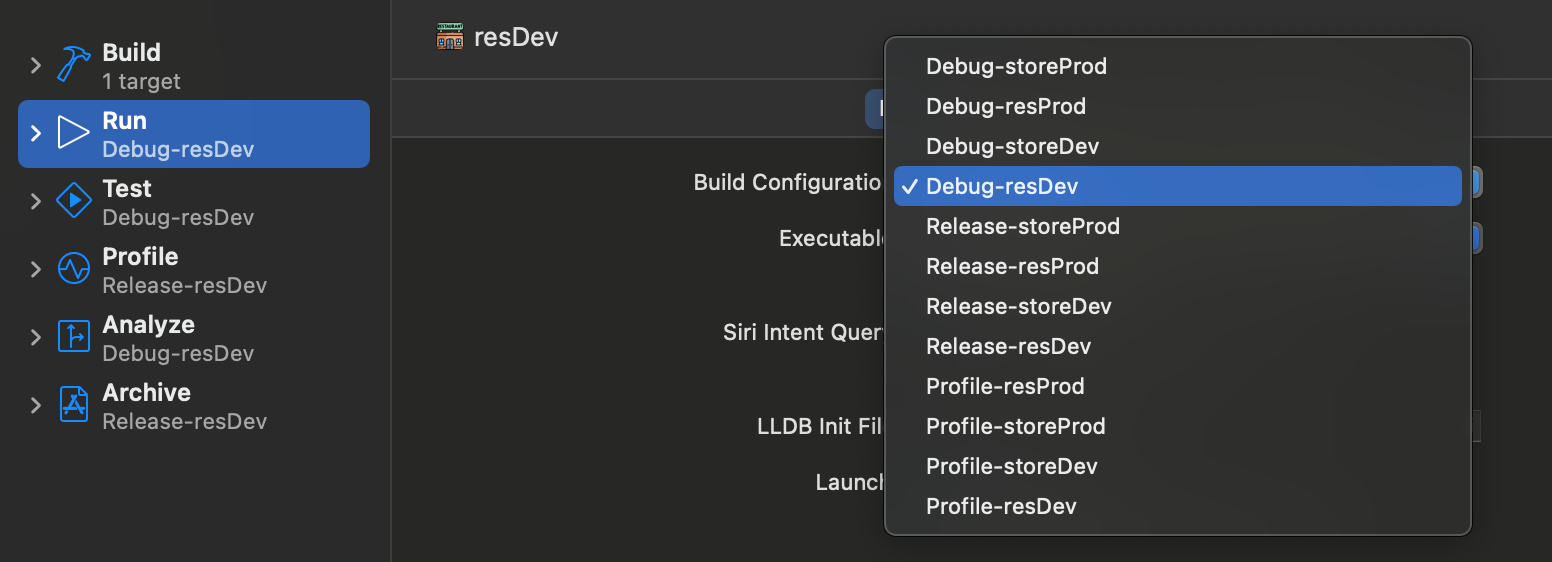 resDev
Build
1 target
Run
Debug-resDev
Test
Debug-resDev
Profile
Release-resDev
Analyze
Debug-resDev
Archive
Release-resDev
Build Configuratio
Executable
Siri Intent Query
LLDB Init Fil
Launch
Debug-storeProd
Debug-resProd
Debug-storeDev
Debug-resDev
Release-storeProd
Release-resProd
Release-storeDev
Release-resDev
Profile-resProd
Profile-storeProd
Profile-storeDev
Profile-resDev